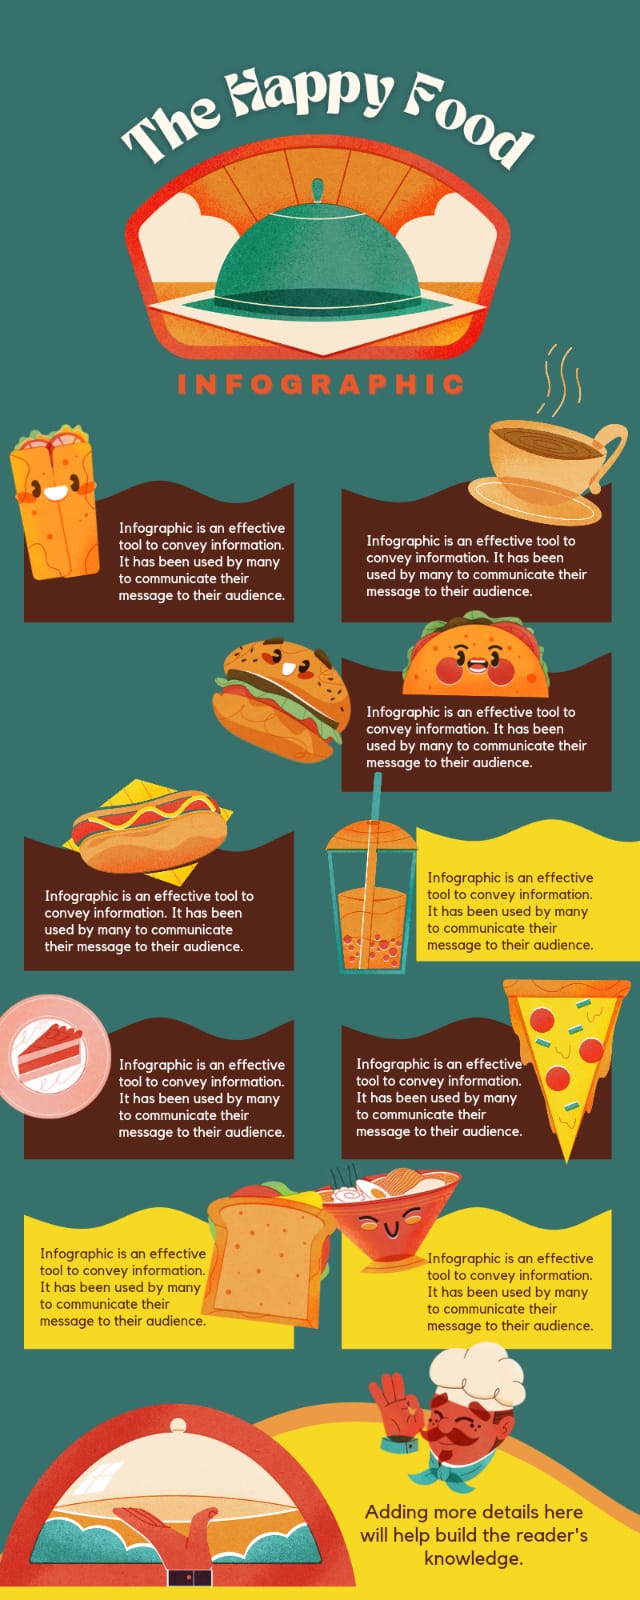 The Happy Food
INFOGRAPHIC
Infographic is an effective
tool to convey information.
It has been used by many
to communicate their
message to their audience.
Infographic is an effective tool to
convey information. It has been
used by many to communicate their
message to their audience.
Infographic is an effective tool to
convey information. It has been
used by many to communicate their
message to their audience.
Infographic is an effective tool to
convey information. It has been
used by many to communicate
their message to their audience.
Infographic is an effective
tool to convey information.
It has been used by many
to communicate their
message to their audience.
Infographic is an effective
tool to convey information.
It has been used by many
to communicate their
message to their audience.
Infographic is an effective
tool to convey information.
It has been used by many
to communicate their
message to their audience.
Infographic is an effective
tool to convey information.
It has been used by many
to communicate their
message to their audience.
Infographic is an effective
tool to convey information.
It has been used by many
to communicate their
message to their audience.
Adding more details here
will help build the reader's
knowledge.